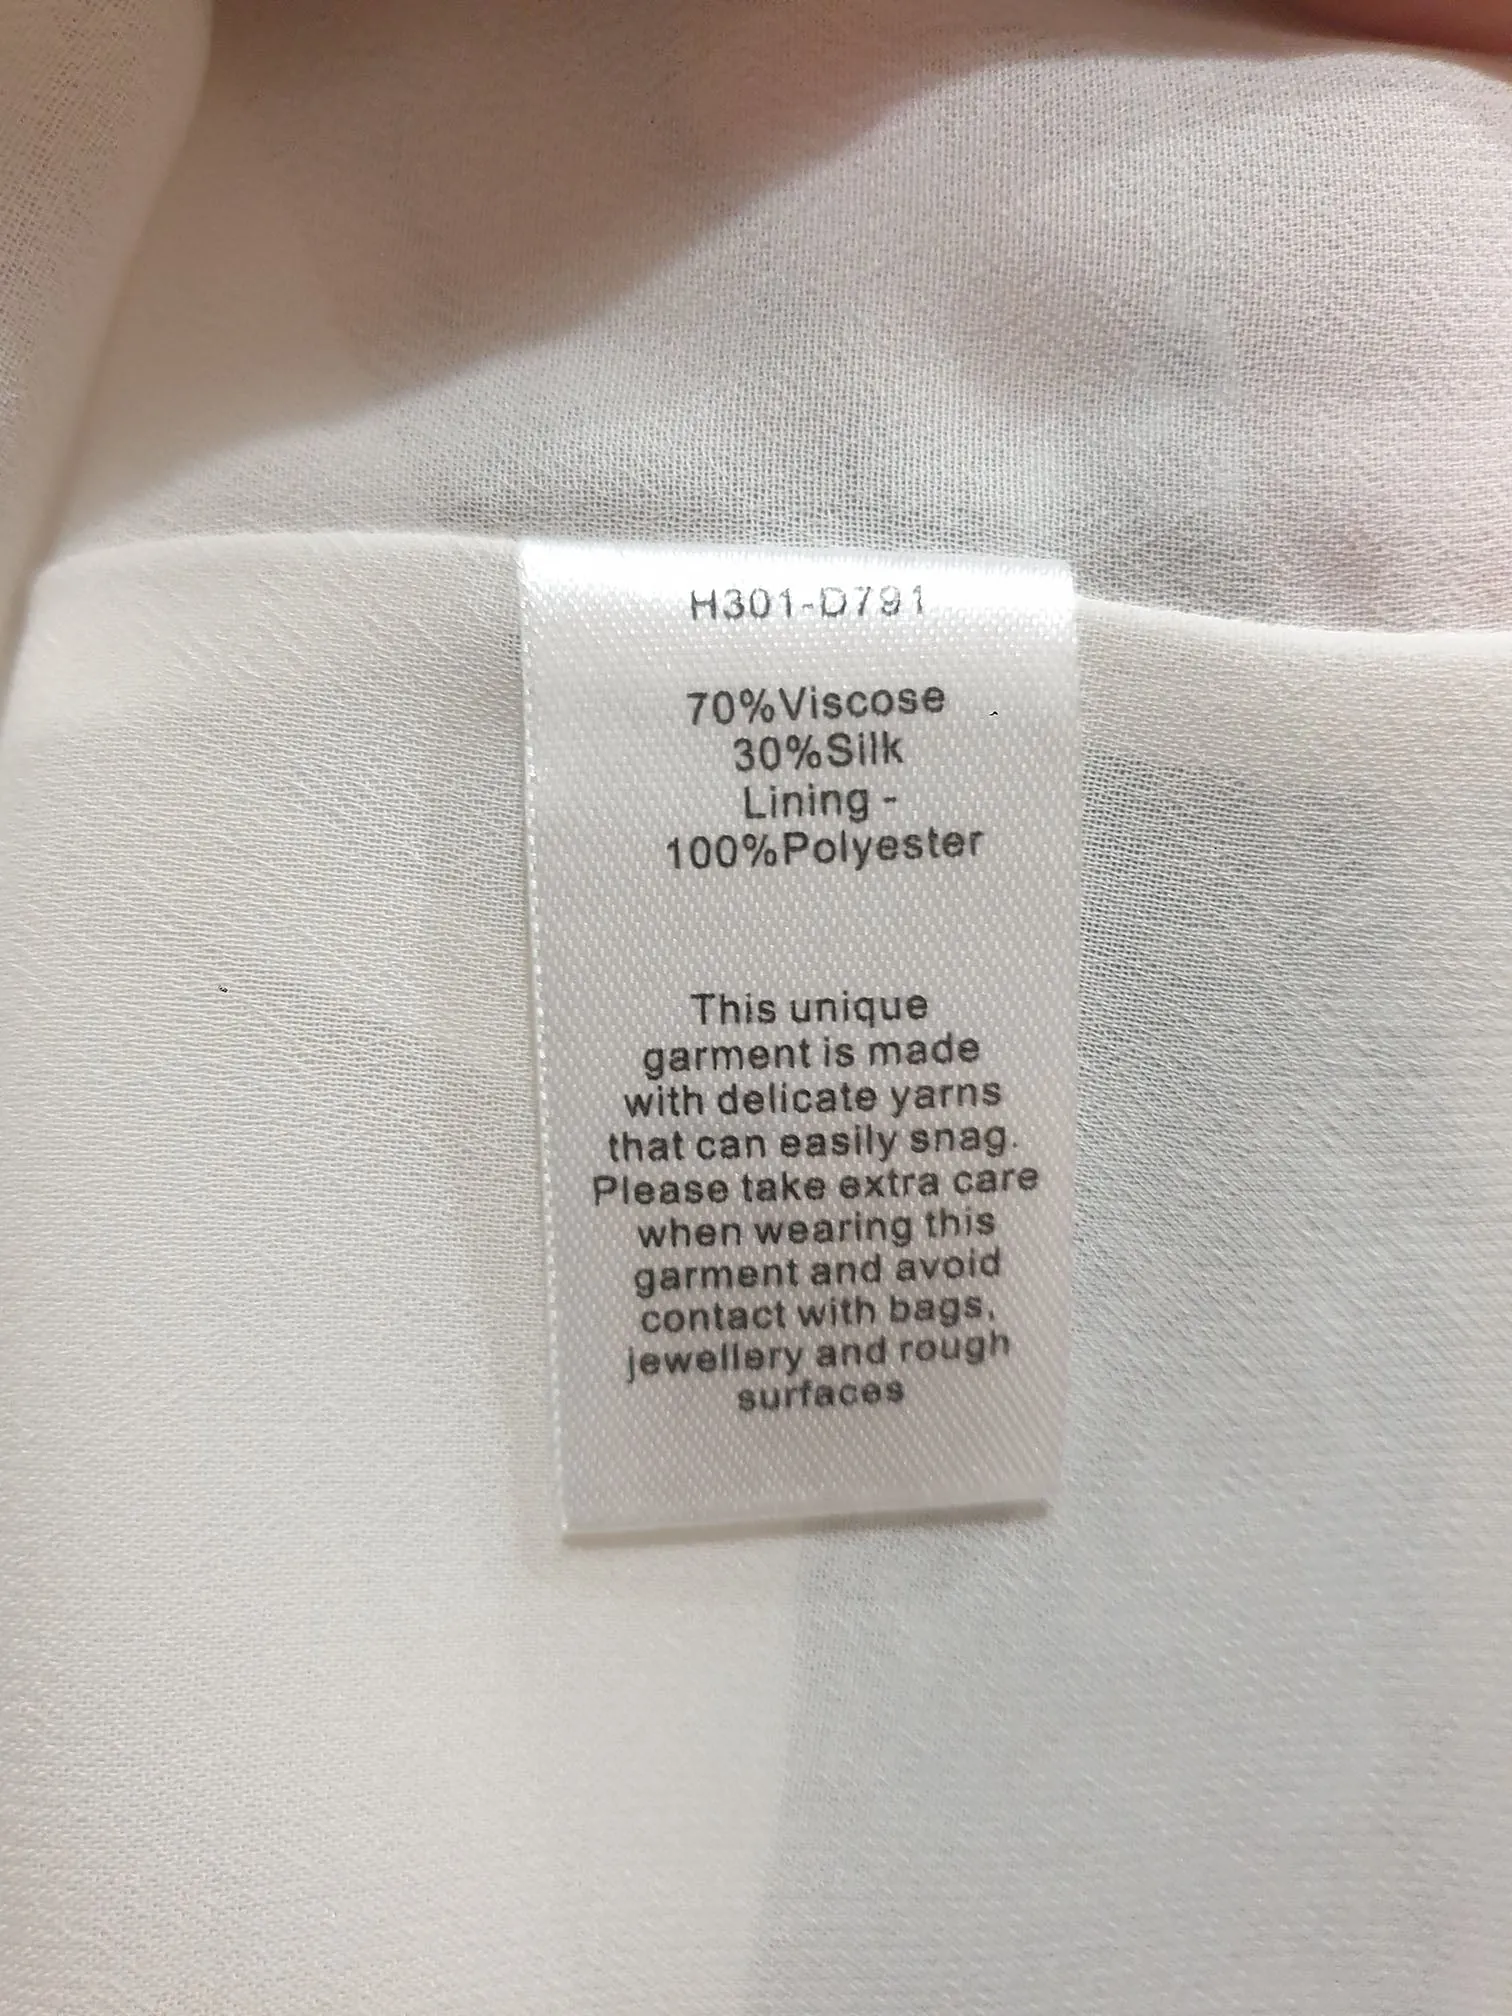 H301-D791
70%Viscose
30%Silk
Lining -
100%Polyester
This unique
garment is made
with delicate yarns
that can easily snag.
Please take extra care
when wearing this
garment and avoid
contact with bags,
jewellery and rough
surfaces